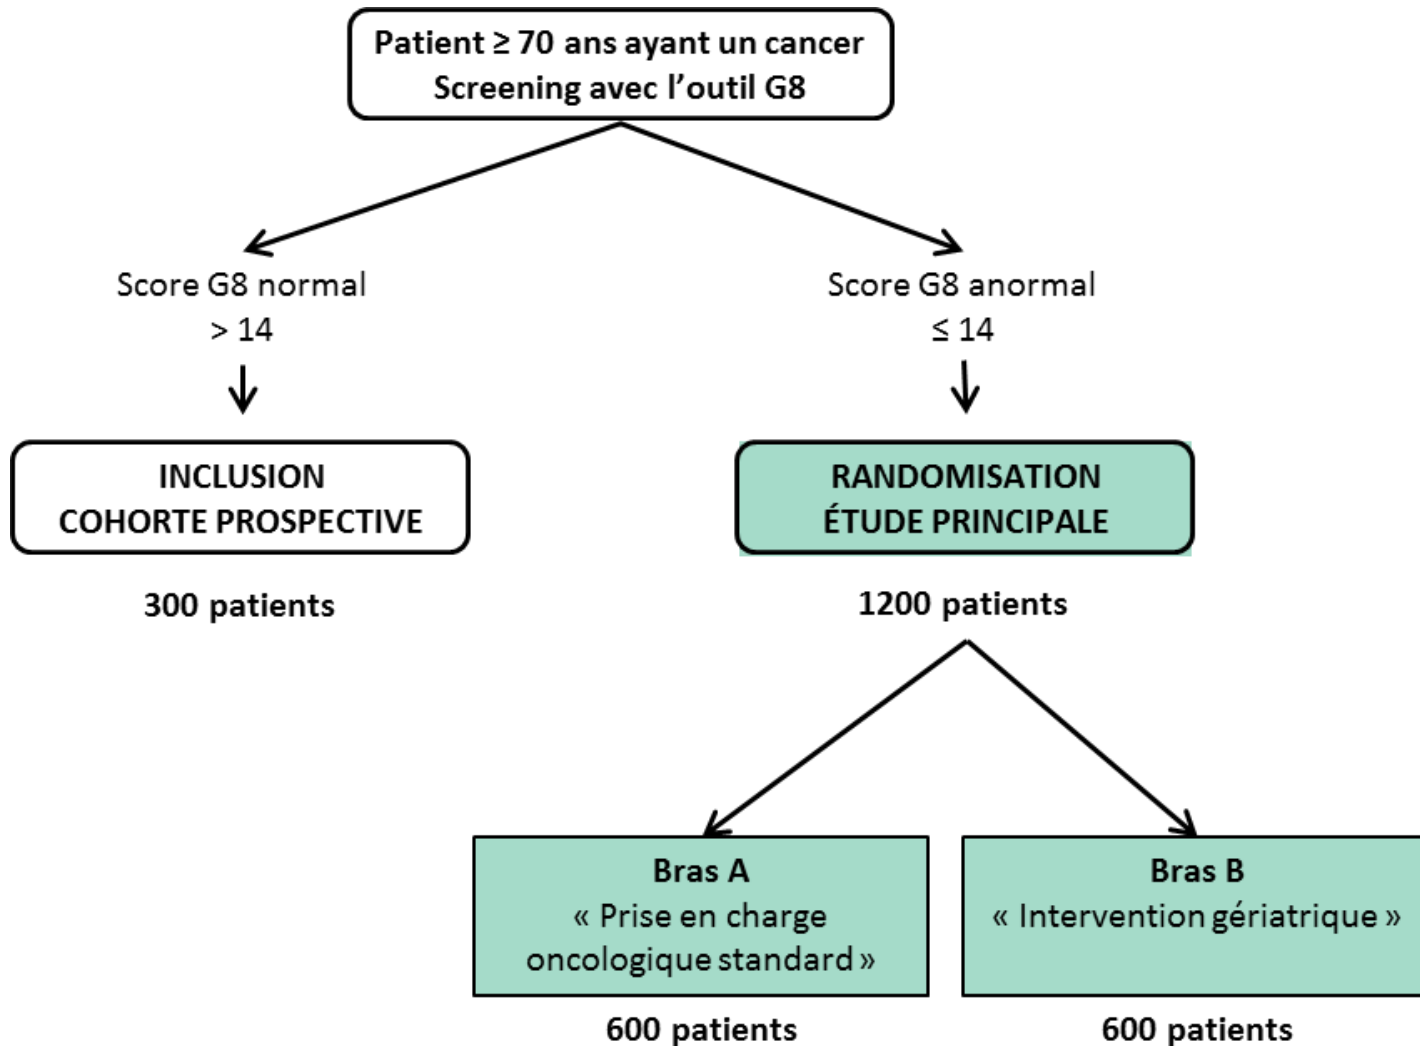 Patient ≥ 70 ans ayant un cancer
Screening avec l’outil G8
Score G8 normal
> 14
Score G8 anormal
≤ 14
INCLUSION
COHORTE PROSPECTIVE
RANDOMISATION
ÉTUDE PRINCIPALE
300 patients
1200 patients
Bras A
« Prise en charge
oncologique standard »
Bras B
« Intervention gériatrique »
600 patients
600 patients